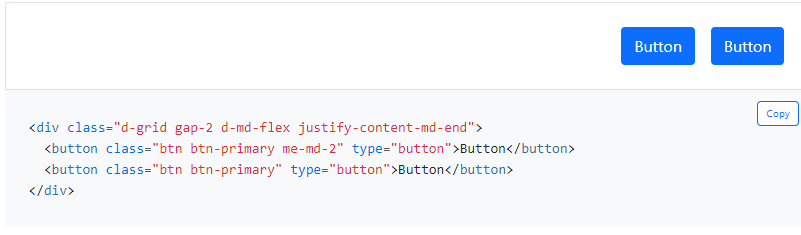 Button Button
Copy
<div class="d-grid gap-2 d-md-flex justify-content-md-end">
  <button class="btn btn-primary me-md-2" type="button">Button</button>
  <button class="btn btn-primary" type="button">Button</button>
</div>